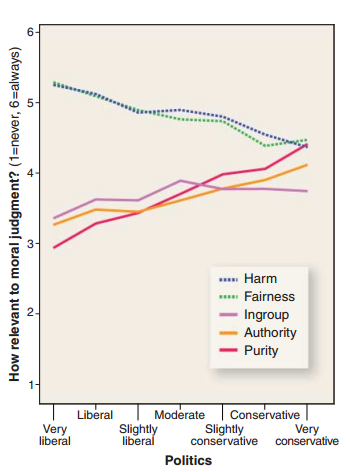 How relevant to moral judgment? (1=never, 6=always)
6
5
4
3
2
1
Harm
Fairness
Ingroup
Authority
Purity
Very liberal
Liberal
Slightly liberal
Moderate
Slightly conservative
Conservative
Very conservative
Politics